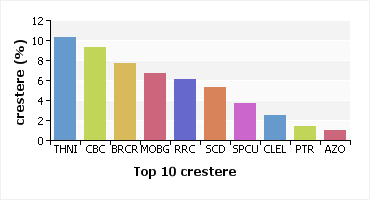 crestere (%)
12
10
8
6
4
2
0
THNI CBC BRCR MOBG RRC SCD SPCU CLEL PTR AZO
Top 10 crestere